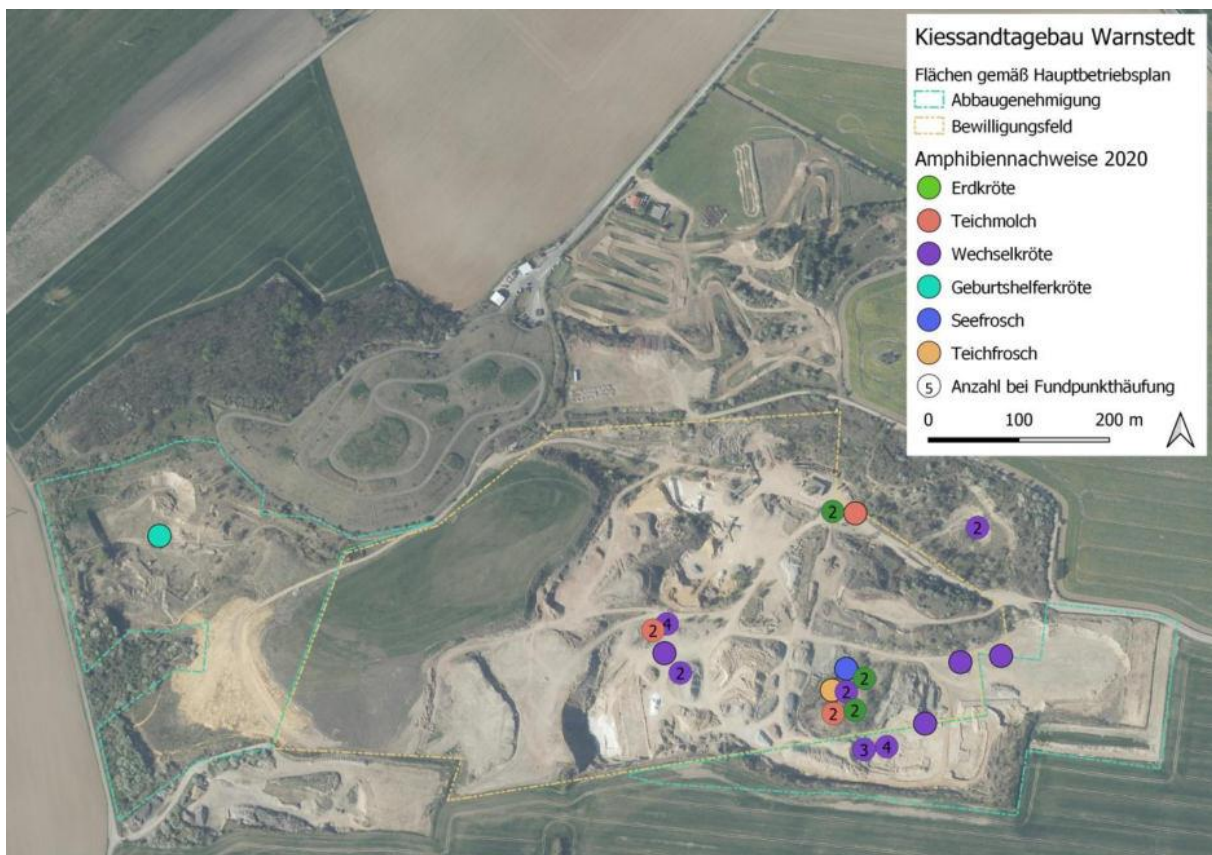 Kiessandtagebau Warnstedt
Flächen gemäß Hauptbetriebsplan
Abbaugenehmigung
Bewilligungsfeld
Amphibiennachweise 2020
Erdkröte
Teichmolch
Wechselkröte
Geburtshelferkröte
Seefrosch
Teichfrosch
5 Anzahl bei Fundpunkthäufung
0 100 200 m
2
2
4
2
2
2
2
2
2
3 4